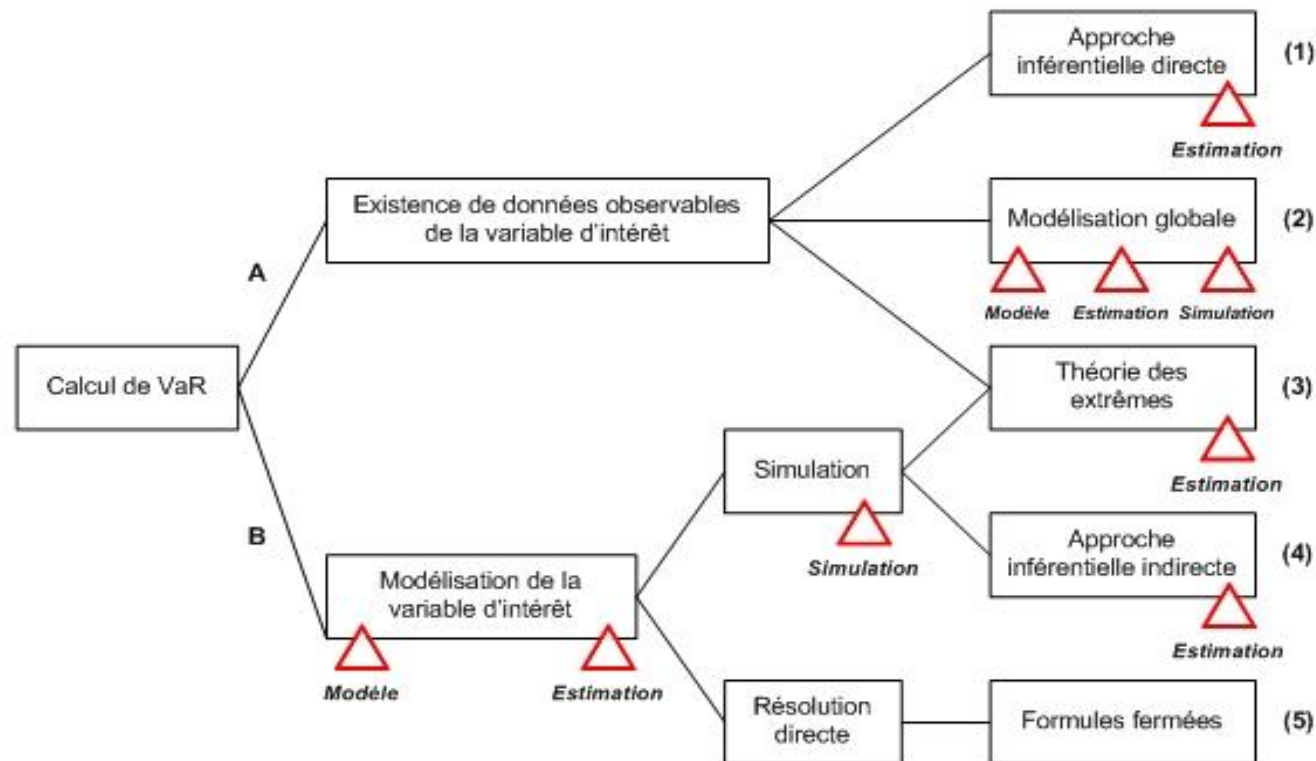 Approche
inférentielle directe
(1)
Estimation
Existence de données observables
de la variable d'intérêt
Modélisation globale
(2)
Modèle
Estimation
Simulation
A
Calcul de VaR
Théorie des
extrêmes
(3)
Estimation
Simulation
Simulation
B
Approche
inférentielle indirecte
(4)
Estimation
Modélisation de la
variable d'intérêt
Modèle
Estimation
Résolution
directe
Formules fermées
(5)